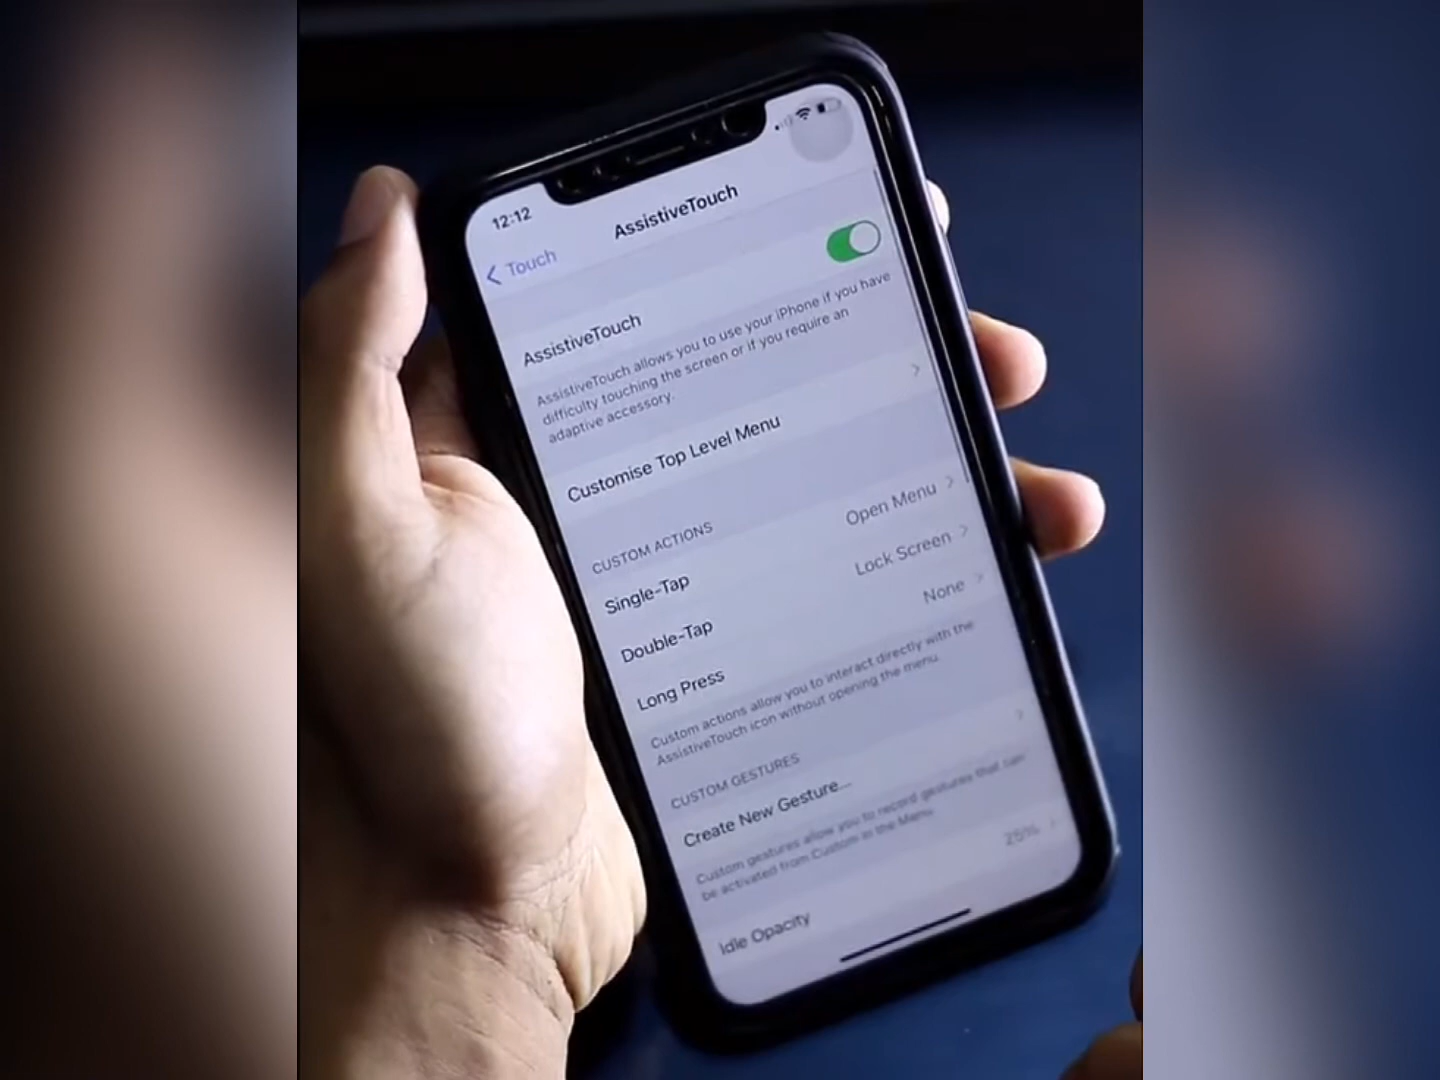 12:12
Touch
AssistiveTouch
AssistiveTouch
AssistiveTouch allows you to use your iPhone if you have
difficulty touching the screen or if you require an
adaptive accessory.
Customise Top Level Menu
CUSTOM ACTIONS
Single-Tap Open Menu
Double-Tap Lock Screen
Long Press None
Custom actions allow you to interact directly with the
AssistiveTouch icon without opening the menu.
CUSTOM GESTURES
Create New Gesture...
Custom gestures allow you to record gestures that can
be activated from Custom in the Menu.
Idle Opacity 25%